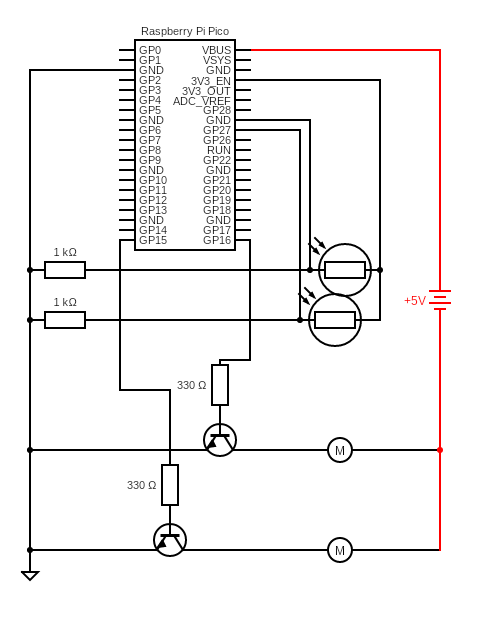 Raspberry Pi Pico
GP0 VBUS
GP1 VSYS
GND GND
GP2 3V3_EN
GP3 3V3_OUT
GP4 ADC_VREF
GP5 GP28
GND GND
GP6 GP27
GP7 GP26
GP8 RUN
GP9 GP22
GND GND
GP10 GP21
GP11 GP20
GP12 GP19
GP13 GP18
GND GND
GP14 GP17
GP15 GP16
1 kΩ
1 kΩ
+5V
330 Ω
M
330 Ω
M